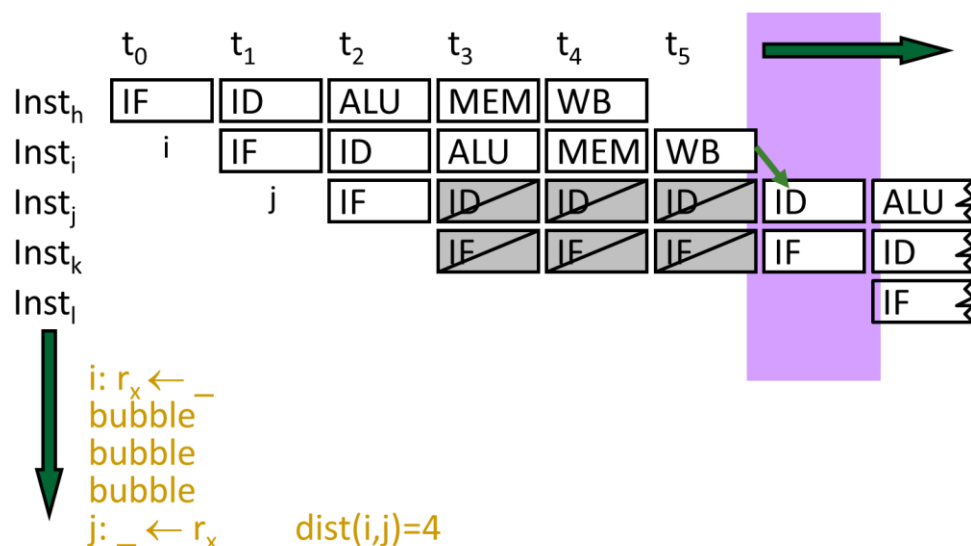 t0 t1 t2 t3 t4 t5
Insth IF ID ALU MEM WB
Insti i IF ID ALU MEM WB
Instj j IF ID ID ID ID ALU
Instk IF IF IF IF ID
Instl IF
i: rx ← _
bubble
bubble
bubble
j: _ ← rx dist(i,j)=4